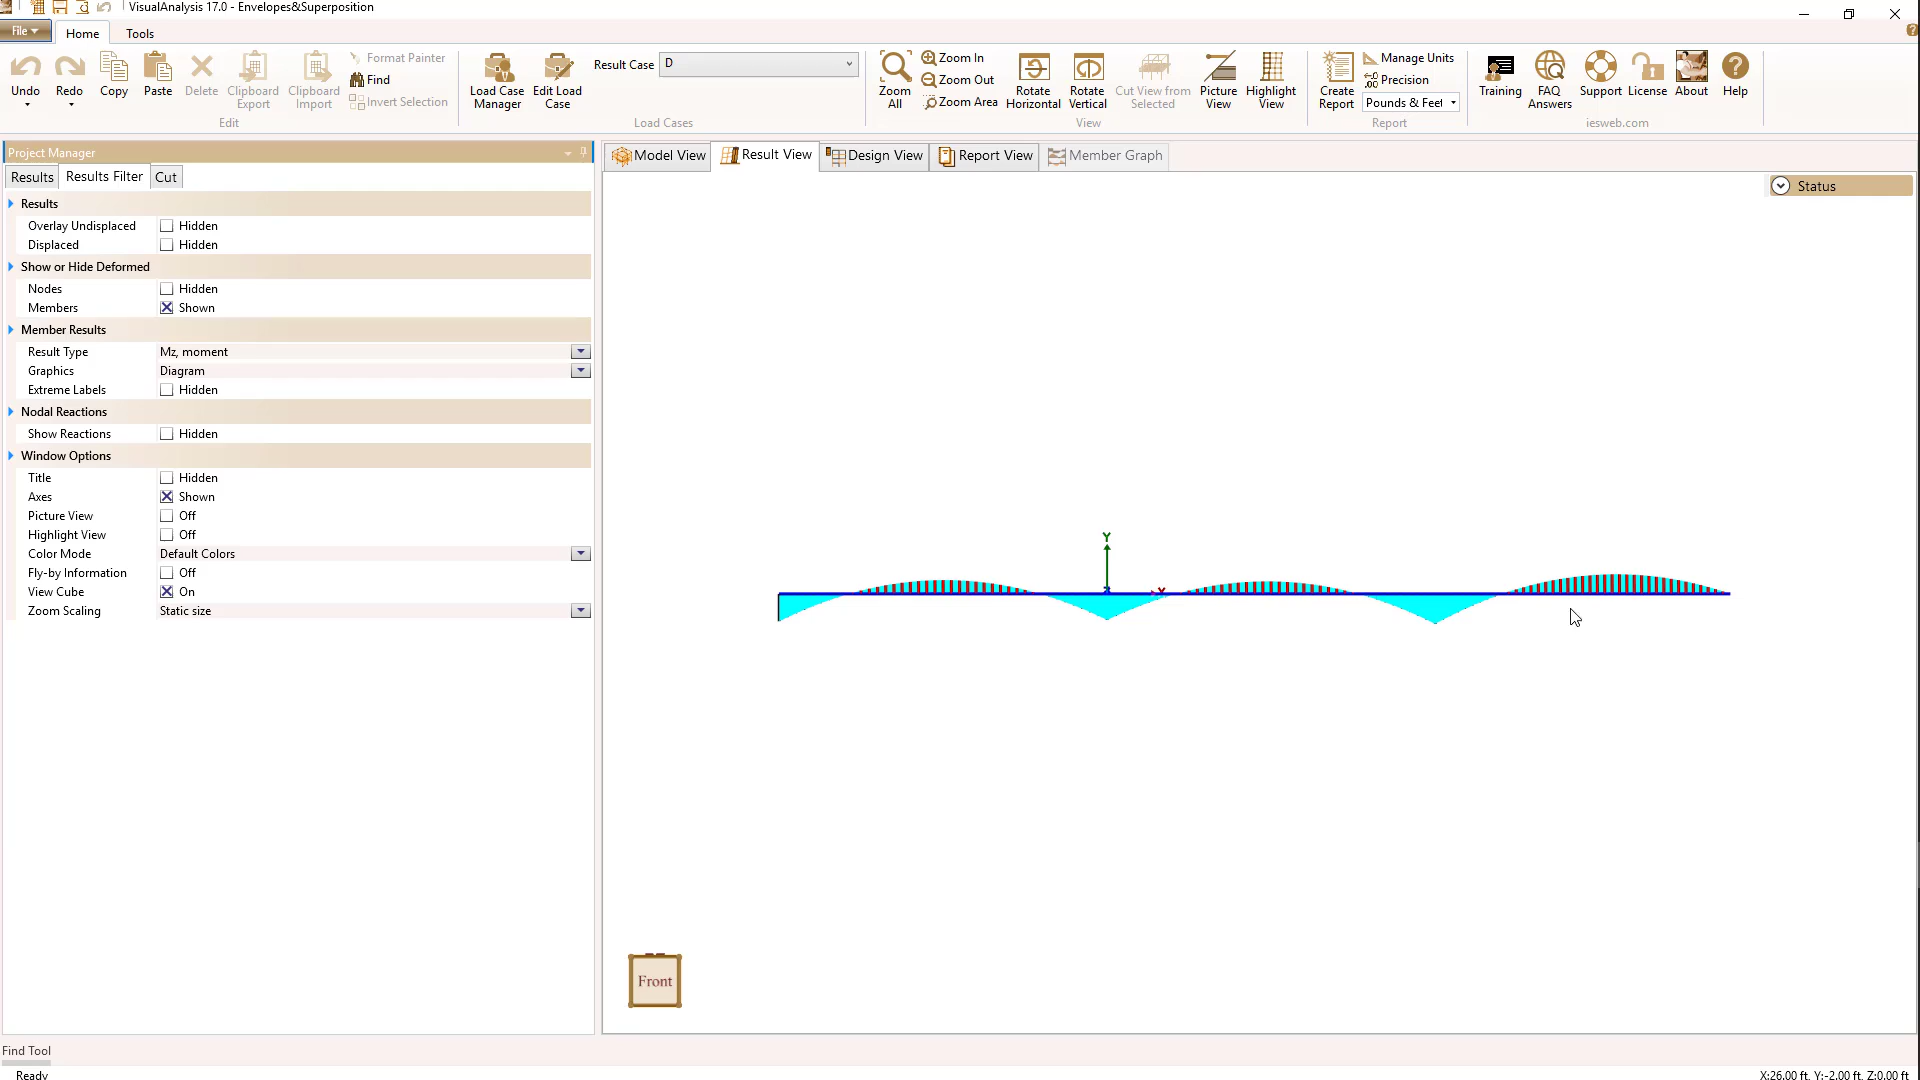 VisualAnalysis 17.0 - Envelopes&Superposition
File
Home
Tools
Undo
Redo
Copy
Paste
Delete
Clipboard Export
Clipboard Import
Format Painter
Find
Invert Selection
Edit
Load Case Manager
Edit Load Case
Result Case
D
Load Cases
Zoom All
Zoom In
Zoom Out
Zoom Area
Rotate Horizontal
Rotate Vertical
Cut View from Selected
Picture View
Highlight View
View
Create Report
Manage Units
Precision
Pounds & Feet
Report
Training
FAQ Answers
Support
License
About
Help
iesweb.com
Project Manager
Results
Results Filter
Cut
Results
Overlay Undisplaced Hidden
Displaced Hidden
Show or Hide Deformed
Nodes Hidden
Members Shown
Member Results
Result Type Mz, moment
Graphics Diagram
Extreme Labels Hidden
Nodal Reactions
Show Reactions Hidden
Window Options
Title Hidden
Axes Shown
Picture View Off
Highlight View Off
Color Mode Default Colors
Fly-by Information Off
View Cube On
Zoom Scaling Static size
Model View
Result View
Design View
Report View
Member Graph
Status
Y
Front
Find Tool
Ready
X:26.00 ft, Y:-2.00 ft, Z:0.00 ft